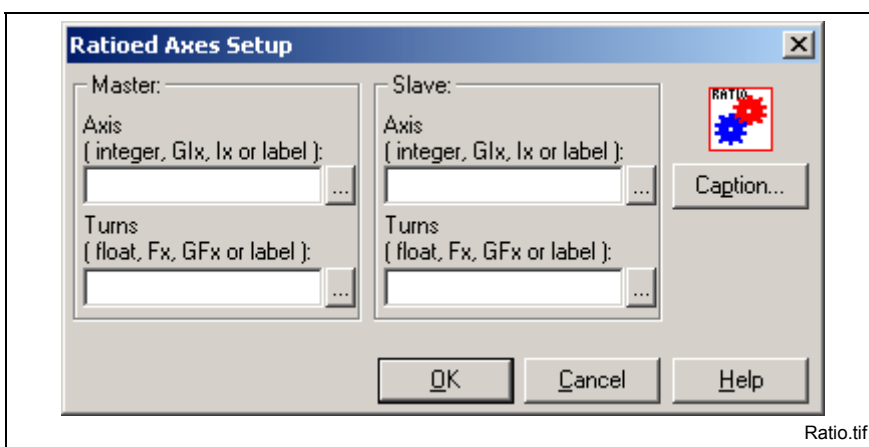 Ratioed Axes Setup
Master:
Axis
( integer, GIx, Ix or label ):
...
Turns
( float, Fx, GFx or label ):
...
Slave:
Axis
( integer, GIx, Ix or label ):
...
Turns
( float, Fx, GFx or label ):
...
RATIO
Caption...
OK
Cancel
Help
Ratio.tif